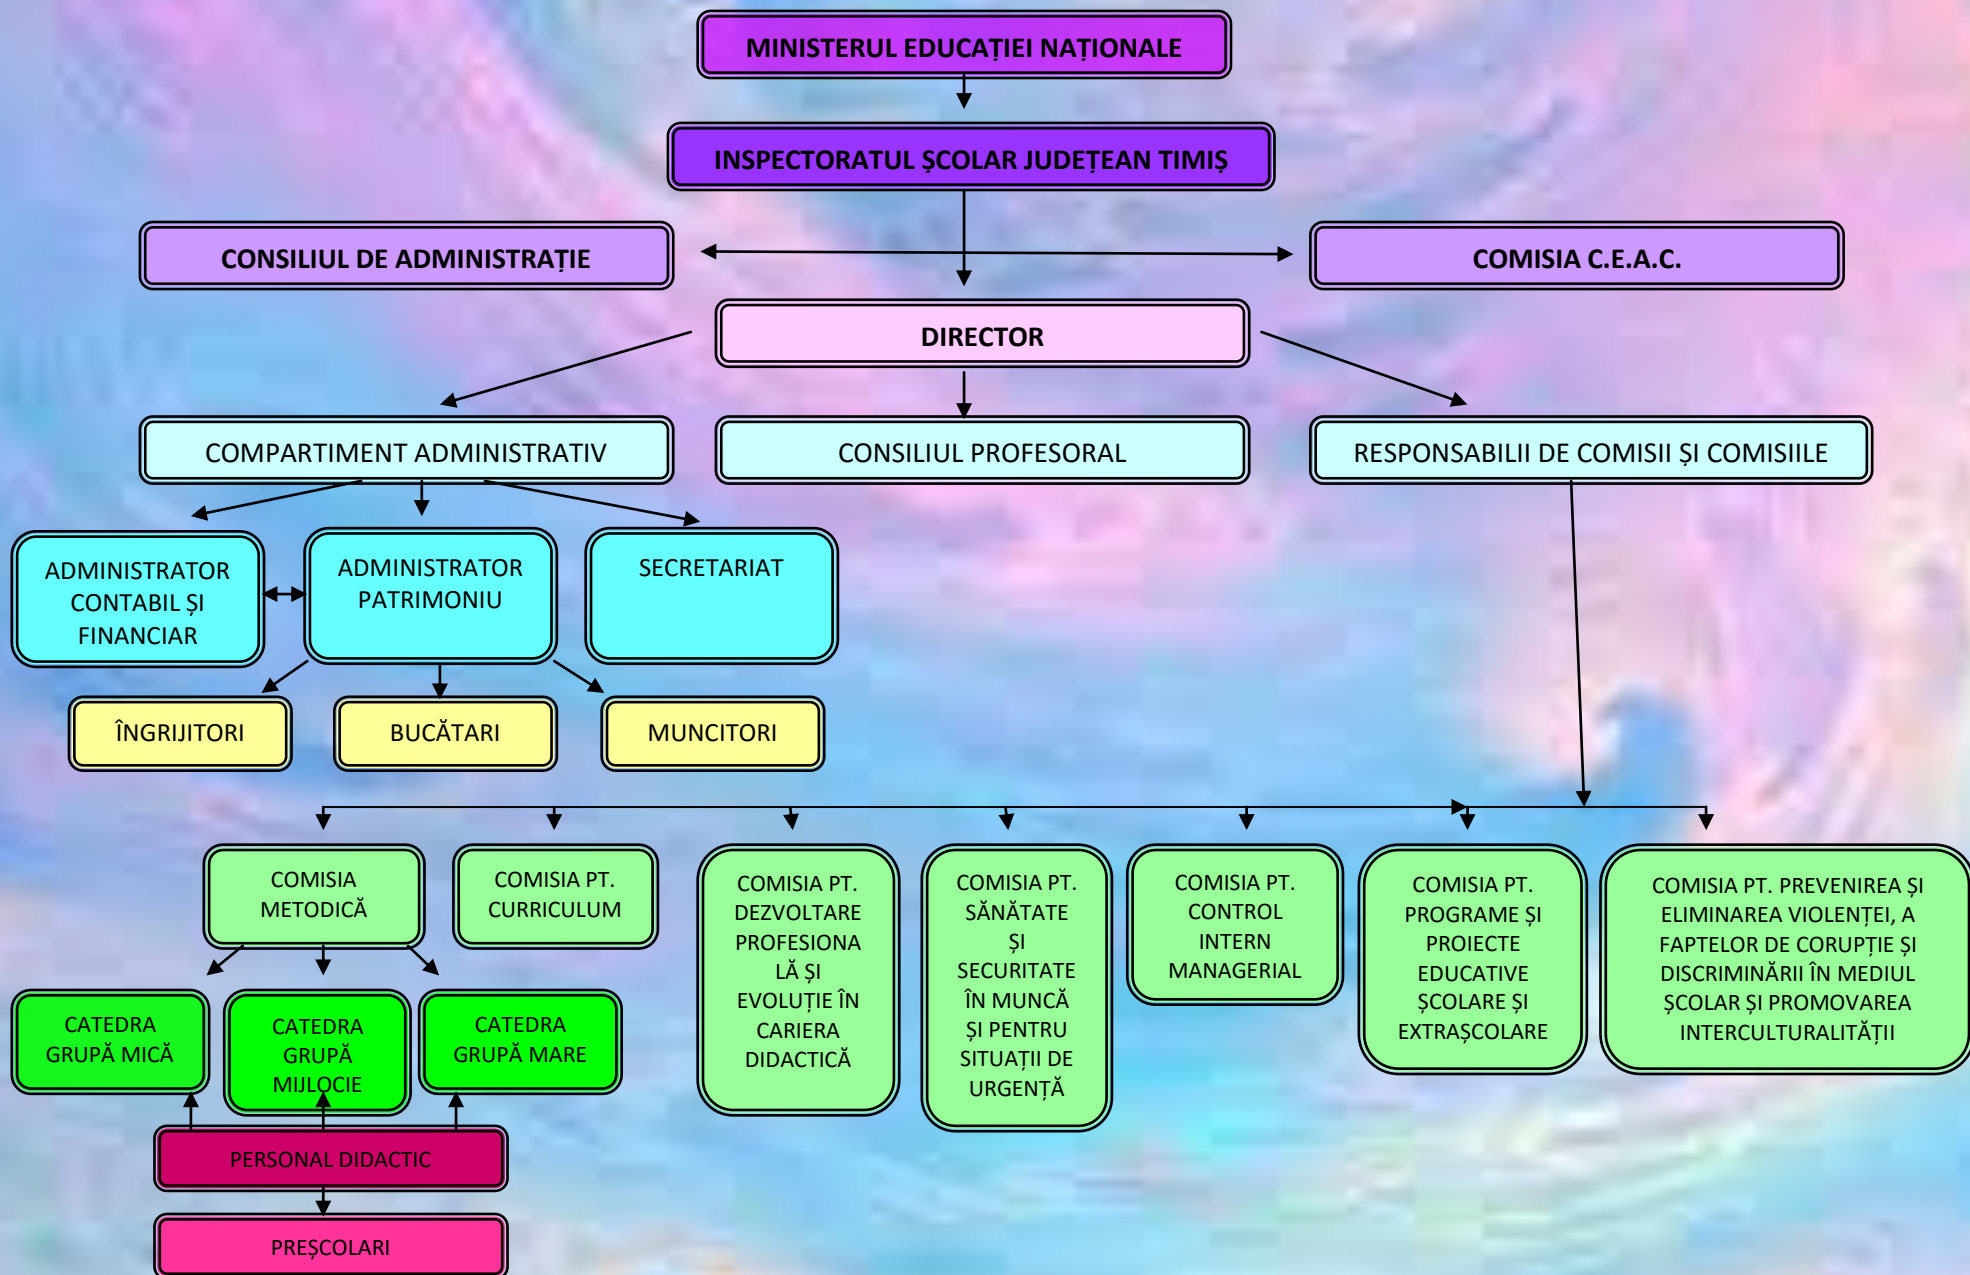 MINISTERUL EDUCAȚIEI NAȚIONALE
INSPECTORATUL ȘCOLAR JUDEȚEAN TIMIȘ
CONSILIUL DE ADMINISTRAȚIE
COMISIA C.E.A.C.
DIRECTOR
COMPARTIMENT ADMINISTRATIV
CONSILIUL PROFESORAL
RESPONSABILII DE COMISII ȘI COMISIILE
ADMINISTRATOR
CONTABIL ȘI
FINANCIAR
ADMINISTRATOR
PATRIMONIU
SECRETARIAT
ÎNGRIJITORI
BUCĂTARI
MUNCITORI
COMISIA
METODICĂ
COMISIA PT.
CURRICULUM
COMISIA PT.
DEZVOLTARE
PROFESIONA
LĂ ȘI
EVOLUȚIE ÎN
CARIERA
DIDACTICĂ
COMISIA PT.
SĂNĂTATE
ȘI
SECURITATE
ÎN MUNCĂ
ȘI PENTRU
SITUAȚII DE
URGENȚĂ
COMISIA PT.
CONTROL
INTERN
MANAGERIAL
COMISIA PT.
PROGRAME ȘI
PROIECTE
EDUCATIVE
ȘCOLARE ȘI
EXTRAȘCOLARE
COMISIA PT. PREVENIREA ȘI
ELIMINAREA VIOLENȚEI, A
FAPTELOR DE CORUPȚIE ȘI
DISCRIMINĂRII ÎN MEDIUL
ȘCOLAR ȘI PROMOVAREA
INTERCULTURALITĂȚII
CATEDRA
GRUPĂ MICĂ
CATEDRA
GRUPĂ
MIJLOCIE
CATEDRA
GRUPĂ MARE
PERSONAL DIDACTIC
PREȘCOLARI